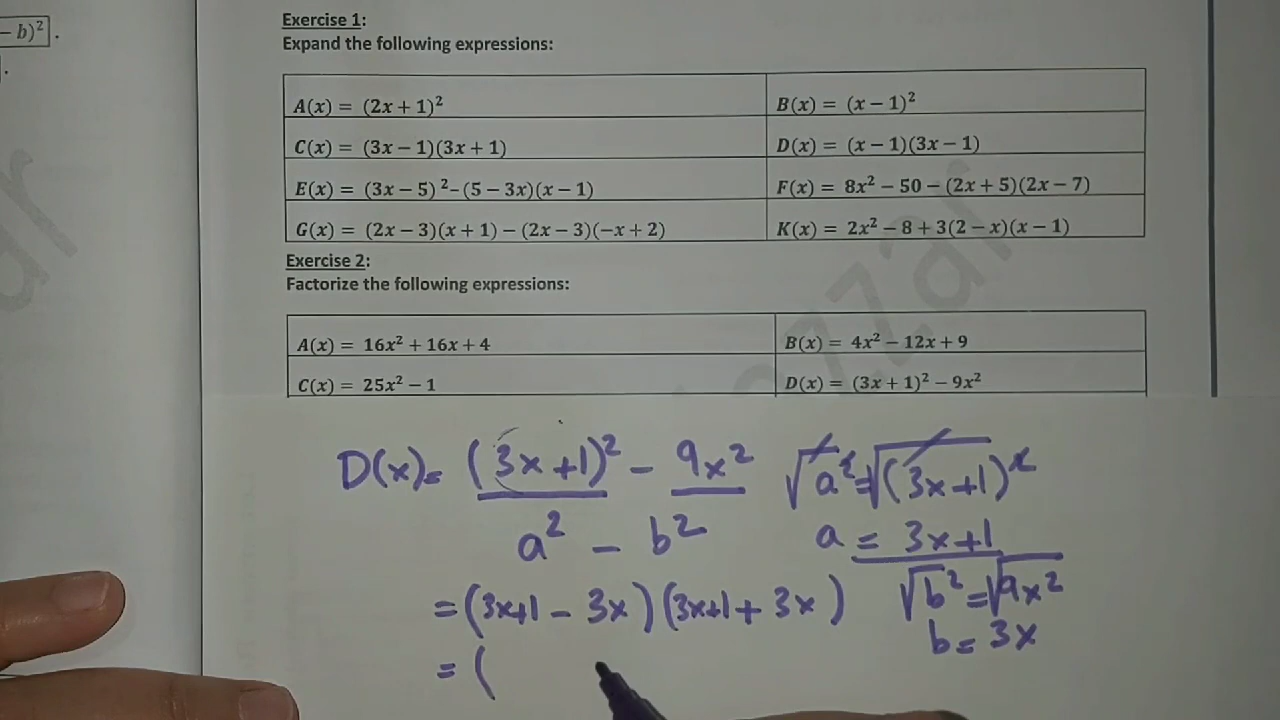 − b)² .
.
Exercise 1:
Expand the following expressions:
A(x) = (2x + 1)²
B(x) = (x − 1)²
C(x) = (3x − 1)(3x + 1)
D(x) = (x − 1)(3x − 1)
E(x) = (3x − 5)²−(5 − 3x)(x − 1)
F(x) = 8x² − 50 − (2x + 5)(2x − 7)
G(x) = (2x − 3)(x + 1) − (2x − 3)(−x + 2)
K(x) = 2x² − 8 + 3(2 − x)(x − 1)
Exercise 2:
Factorize the following expressions:
A(x) = 16x² + 16x + 4
B(x) = 4x² − 12x + 9
C(x) = 25x² − 1
D(x) = (3x + 1)² − 9x²
D(x)= (3x+1)² − 9x²
√a² = √(3x+1)²
a² − b²
a = 3x+1
= (3x+1 − 3x)(3x+1 + 3x)
√b² = √9x²
b = 3x
= (